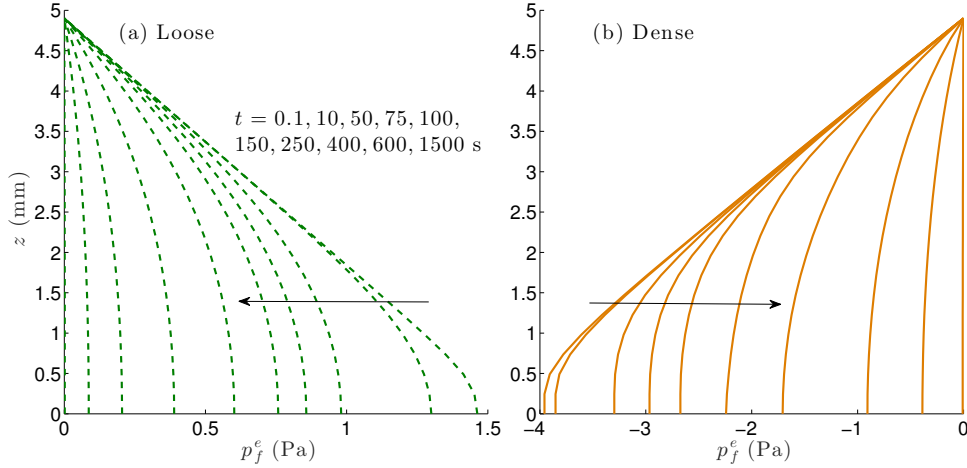 (a) Loose
t = 0.1, 10, 50, 75, 100,
150, 250, 400, 600, 1500 s
z (mm)
5
4.5
4
3.5
3
2.5
2
1.5
1
0.5
0
0 0.5 1 1.5
p_f^e (Pa)
(b) Dense
5
4.5
4
3.5
3
2.5
2
1.5
1
0.5
0
−4 −3 −2 −1 0
p_f^e (Pa)